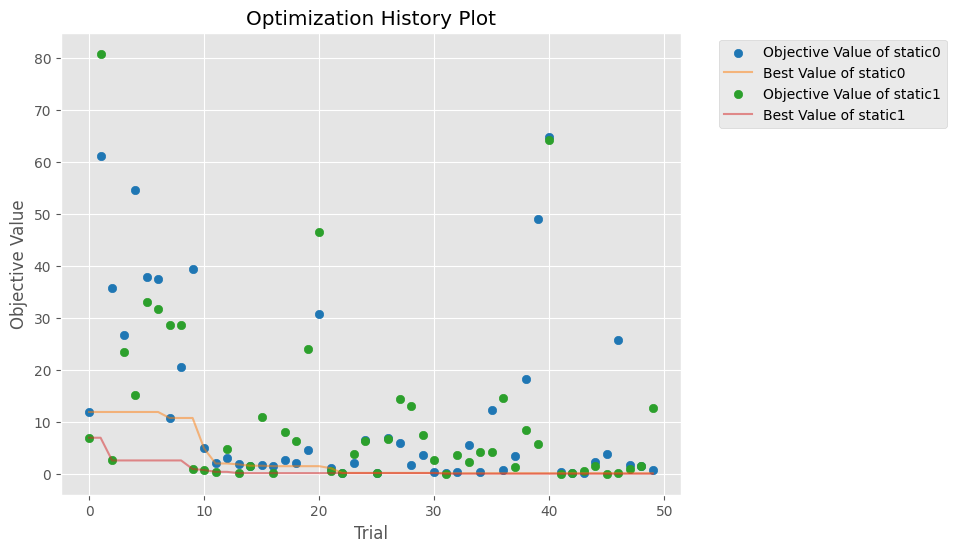 Optimization History Plot
Objective Value of static0
Best Value of static0
Objective Value of static1
Best Value of static1
Objective Value
80
70
60
50
40
30
20
10
0
0 10 20 30 40 50
Trial